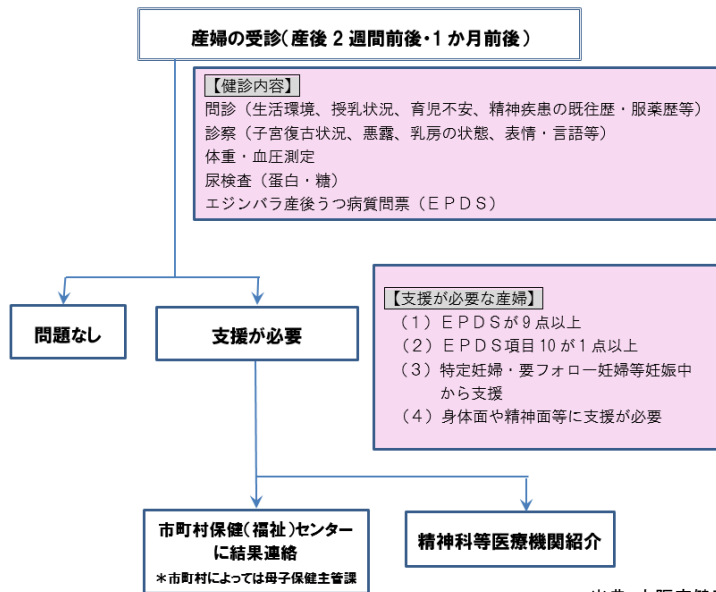 産婦の受診(産後２週間前後・１か月前後)
【健診内容】
問診（生活環境、授乳状況、育児不安、精神疾患の既往歴・服薬歴等）
診察（子宮復古状況、悪露、乳房の状態、表情・言語等）
体重・血圧測定
尿検査（蛋白・糖）
エジンバラ産後うつ病質問票（ＥＰＤＳ）
問題なし
支援が必要
【支援が必要な産婦】
（１）ＥＰＤＳが９点以上
（２）ＥＰＤＳ項目10が１点以上
（３）特定妊婦・要フォロー妊婦等妊娠中
から支援
（４）身体面や精神面等に支援が必要
市町村保健(福祉)センター
に結果連絡
＊市町村によっては母子保健主管課
精神科等医療機関紹介